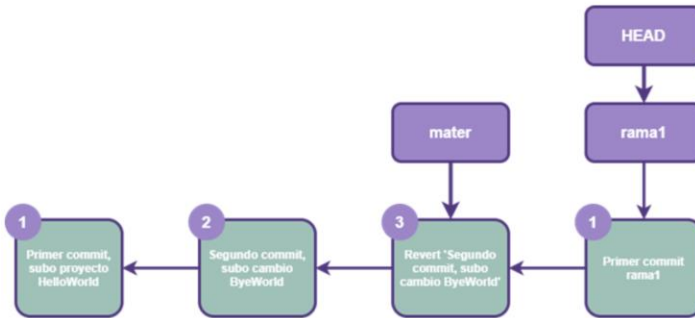 HEAD
mater
rama1
1
Primer commit,
subo proyecto
HelloWorld
2
Segundo commit,
subo cambio
ByeWorld
3
Revert "Segundo
commit, subo
cambio ByeWorld"
1
Primer commit
rama1